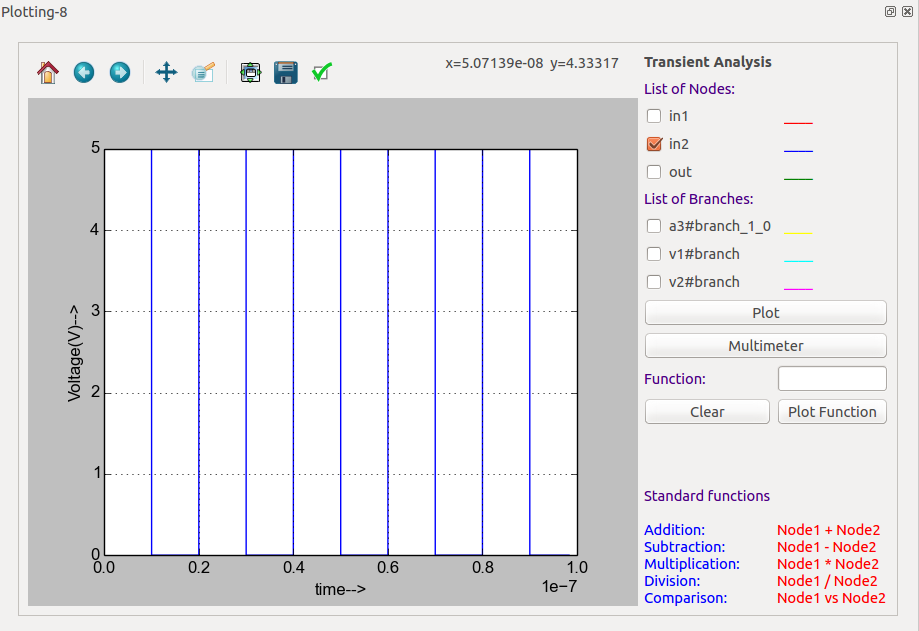 Plotting-8
x=5.07139e-08 y=4.33317
Transient Analysis
List of Nodes:
in1
in2
out
List of Branches:
a3#branch_1_0
v1#branch
v2#branch
Plot
Multimeter
Function:
Clear Plot Function
Standard functions
Addition: Node1 + Node2
Subtraction: Node1 - Node2
Multiplication: Node1 * Node2
Division: Node1 / Node2
Comparison: Node1 vs Node2
Voltage(V)-->
5
4
3
2
1
0
0.0 0.2 0.4 0.6 0.8 1.0
time-->
1e−7